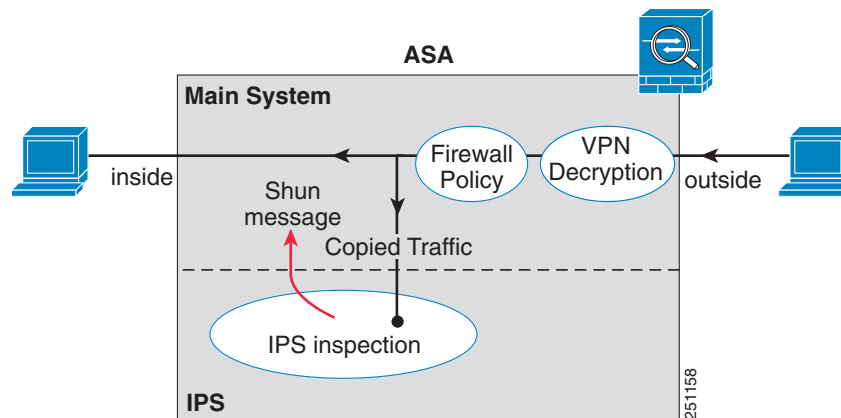 ASA
Main System
inside
Firewall
Policy
VPN
Decryption
outside
Shun
message
Copied Traffic
IPS inspection
IPS
251158